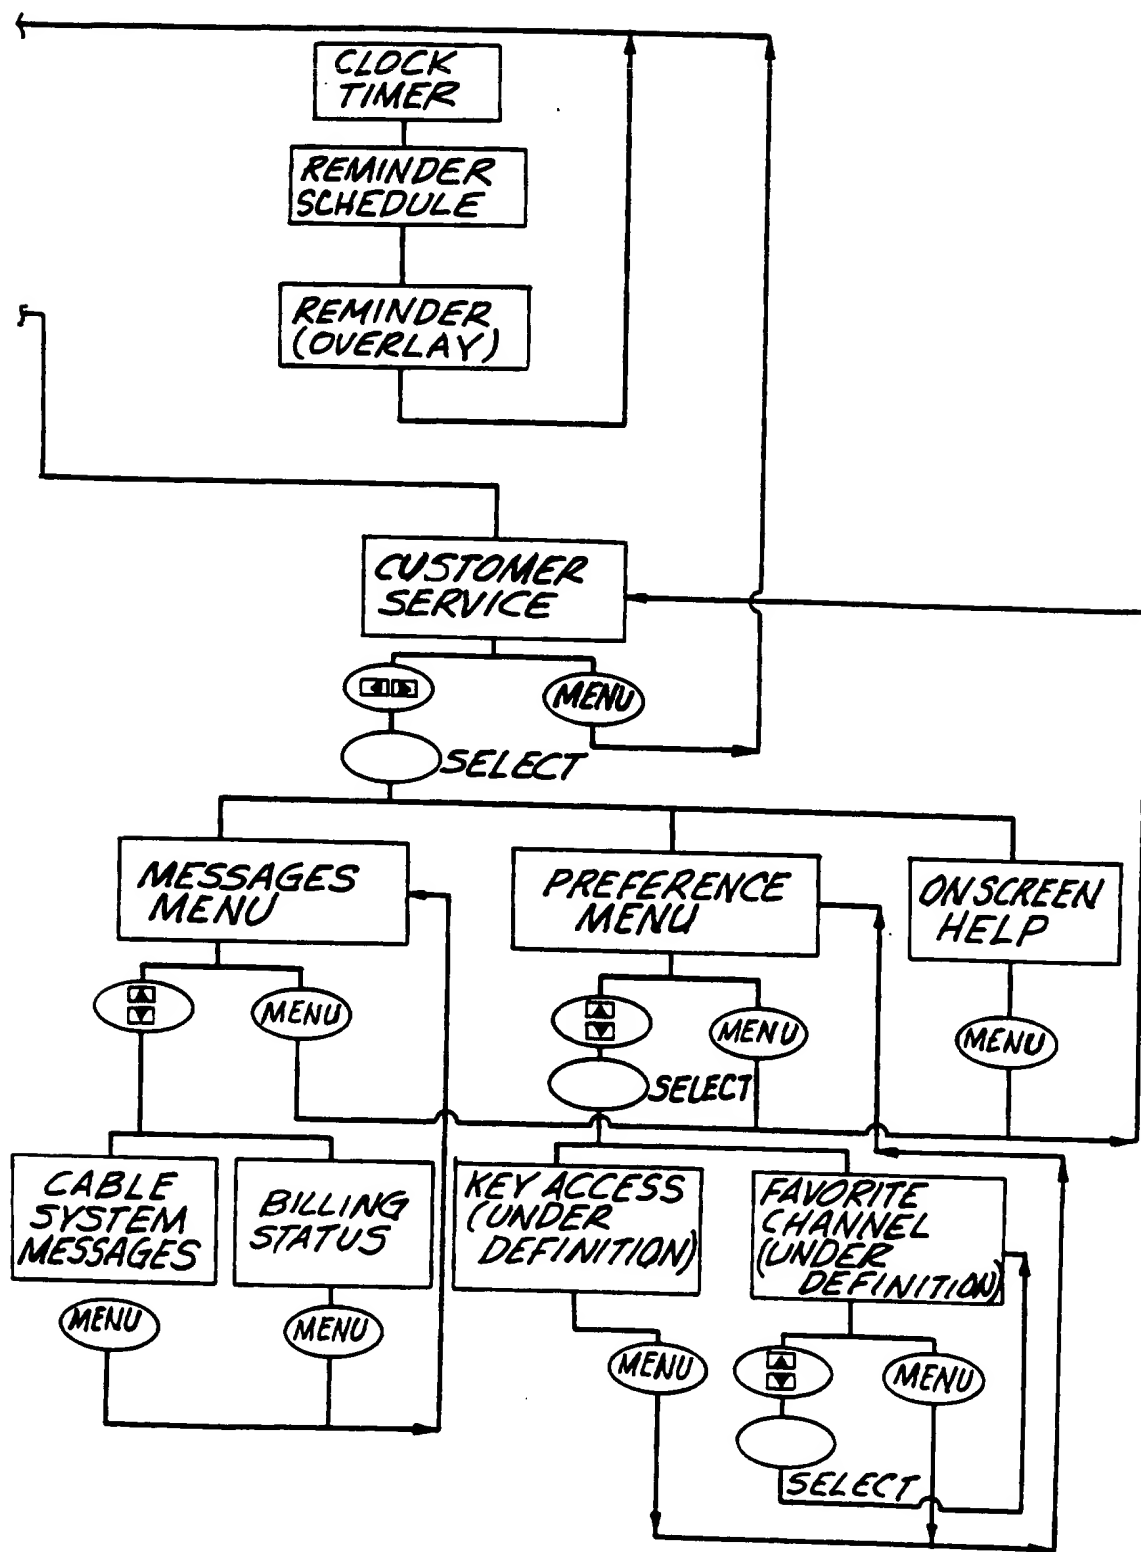 CLOCK
TIMER
REMINDER
SCHEDULE
REMINDER
(OVERLAY)
CUSTOMER
SERVICE
MENU
SELECT
MESSAGES
MENU
PREFERENCE
MENU
ON SCREEN
HELP
MENU
MENU
MENU
SELECT
CABLE
SYSTEM
MESSAGES
BILLING
STATUS
KEY ACCESS
(UNDER
DEFINITION)
FAVORITE
CHANNEL
(UNDER
DEFINITION)
MENU
MENU
MENU
MENU
SELECT